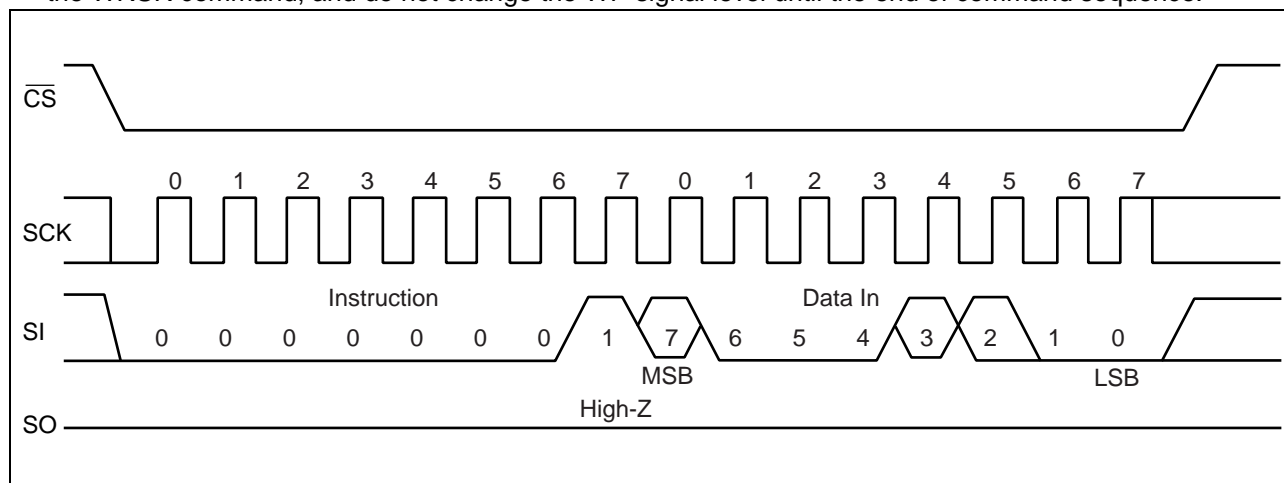 CS
0 1 2 3 4 5 6 7 0 1 2 3 4 5 6 7
SCK
Instruction Data In
SI 0 0 0 0 0 0 0 1 7 6 5 4 3 2 1 0
MSB LSB
High-Z
SO